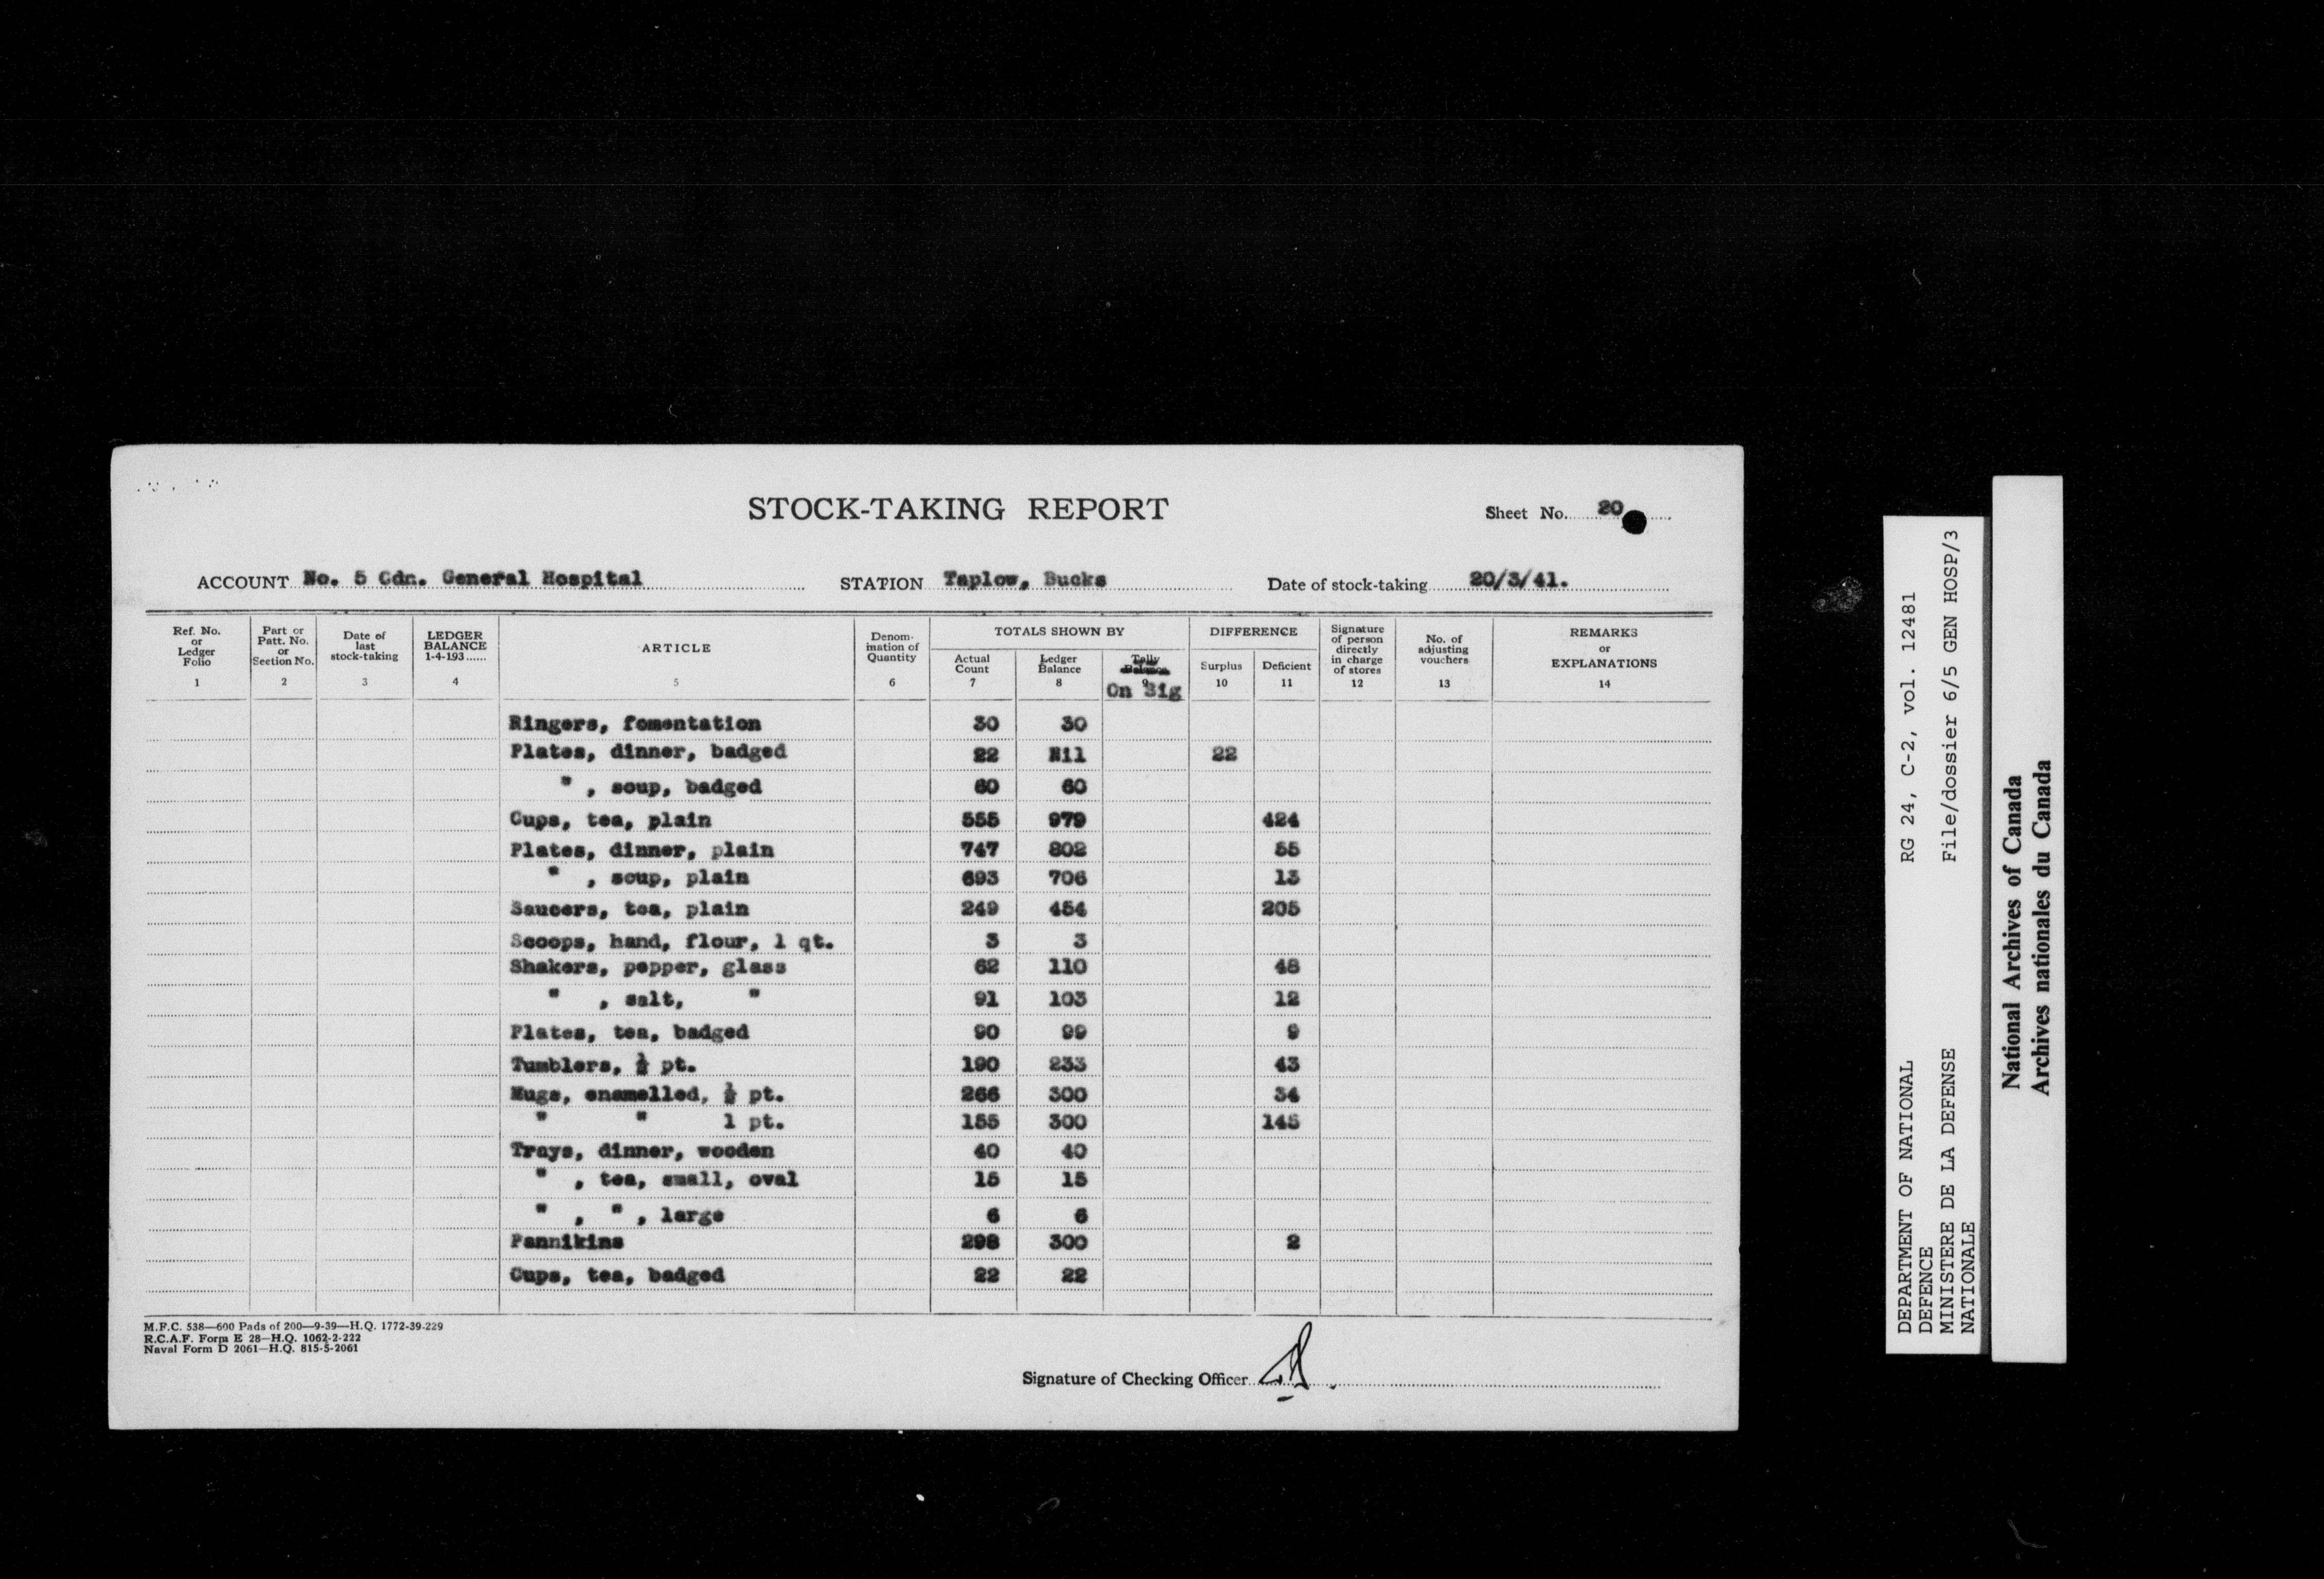 STOCK-TAKING REPORT
Sheet No. 20
ACCOUNT No. 5 Cdn. General Hospital STATION Taplow, Bucks Date of stock-taking 20/3/41.
Ref. No. or Ledger Folio 1
Part or Patt. No. or Section No. 2
Date of last stock-taking 3
LEDGER BALANCE 1-4-193...... 4
ARTICLE 5
Denomination of Quantity 6
TOTALS SHOWN BY
Actual Count 7
Ledger Balance 8
Tally Balance 9 On Sig
DIFFERENCE
Surplus 10
Deficient 11
Signature of person directly in charge of stores 12
No. of adjusting vouchers 13
REMARKS or EXPLANATIONS 14
Ringers, fomentation 30 30
Plates, dinner, badged 22 Nil 22
" , soup, badged 60 60
Cups, tea, plain 555 979 424
Plates, dinner, plain 747 802 55
" , soup, plain 693 706 13
Saucers, tea, plain 249 454 205
Scoops, hand, flour, 1 qt. 3 3
Shakers, pepper, glass 62 110 48
" , salt, " 91 103 12
Plates, tea, badged 90 99 9
Tumblers, ½ pt. 190 233 43
Mugs, enamelled, ½ pt. 266 300 34
" " 1 pt. 155 300 145
Trays, dinner, wooden 40 40
" , tea, small, oval 15 15
" , " , large 6 6
Pannikins 298 300 2
Cups, tea, badged 22 22
M.F.C. 538—600 Pads of 200—9-39—H.Q. 1772-39-229
R.C.A.F. Form E 28—H.Q. 1062-2-222
Naval Form D 2061—H.Q. 815-5-2061
Signature of Checking Officer
DEPARTMENT OF NATIONAL DEFENCE
MINISTERE DE LA DEFENSE NATIONALE
RG 24, C-2, vol. 12481
File/dossier 6/5 GEN HOSP/3
National Archives of Canada
Archives nationales du Canada